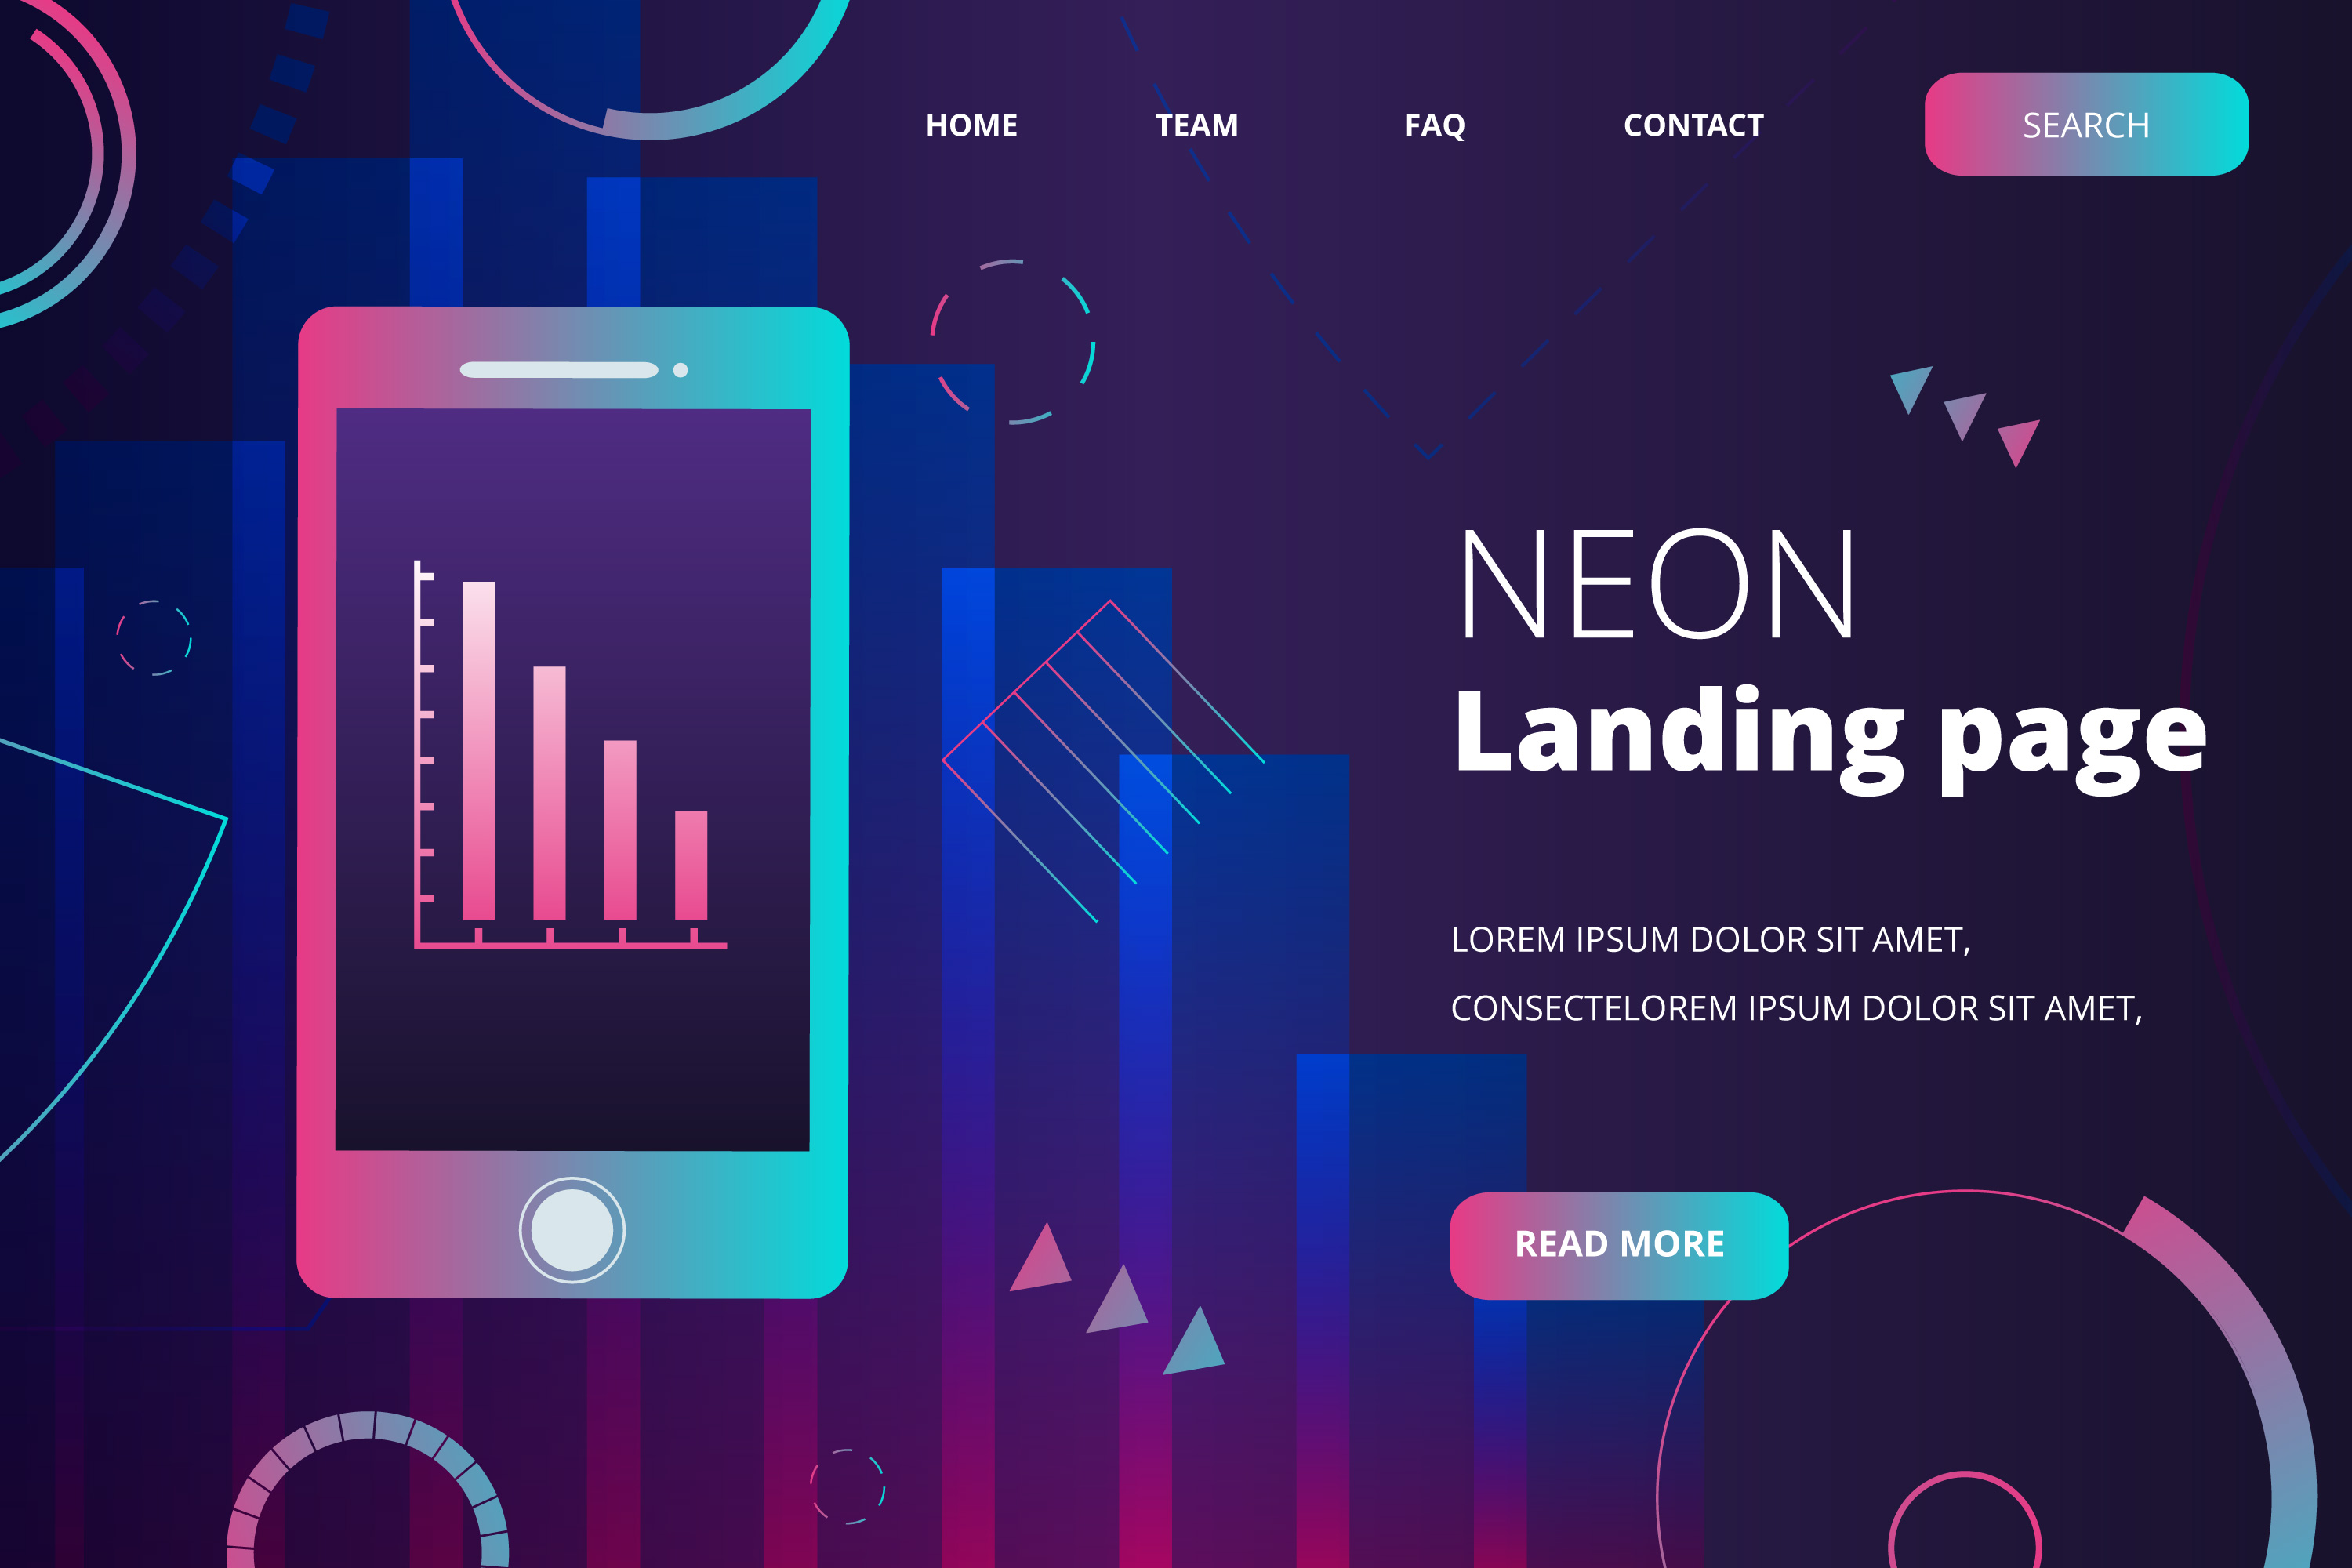 HOME TEAM FAQ CONTACT SEARCH
NEON
Landing page
LOREM IPSUM DOLOR SIT AMET,
CONSECTELOREM IPSUM DOLOR SIT AMET,
READ MORE